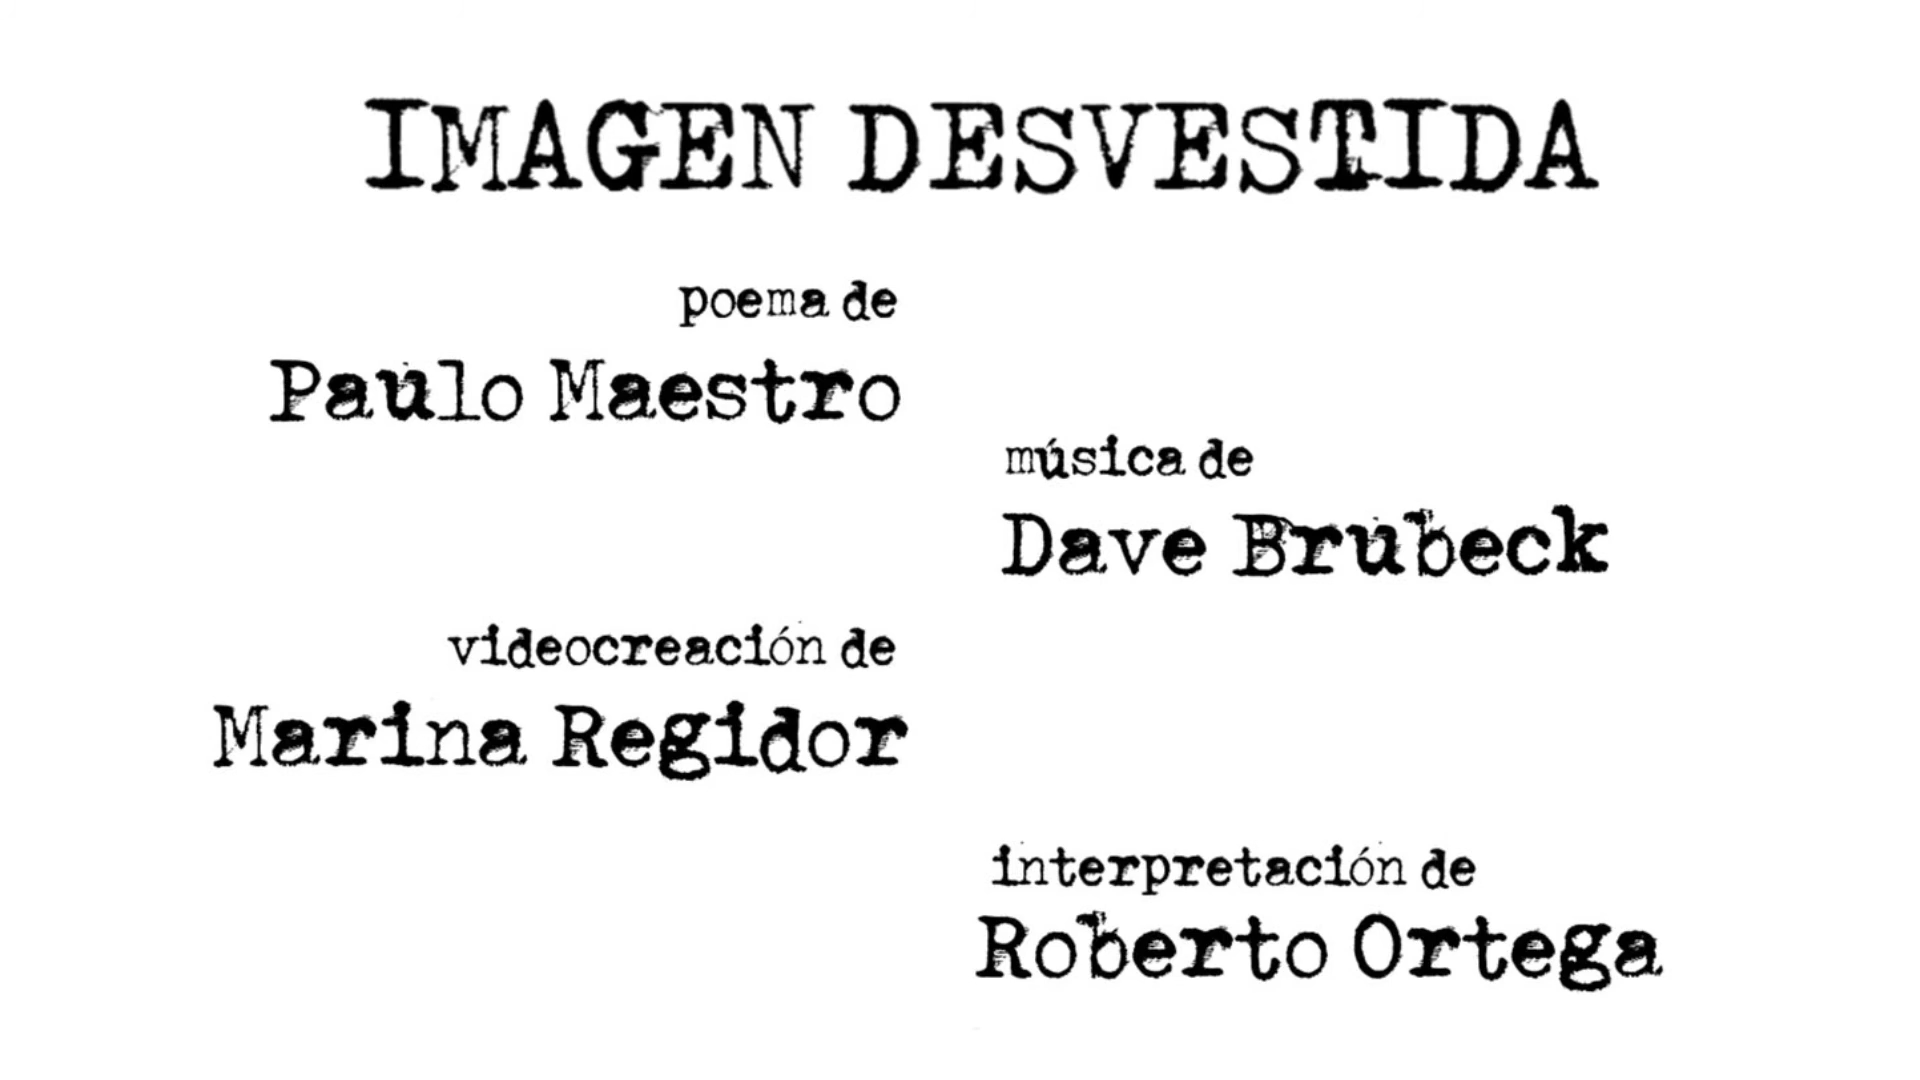 IMAGEN DESVESTIDA
poema de
Paulo Maestro
música de
Dave Brubeck
videocreación de
Marina Regidor
interpretación de
Roberto Ortega